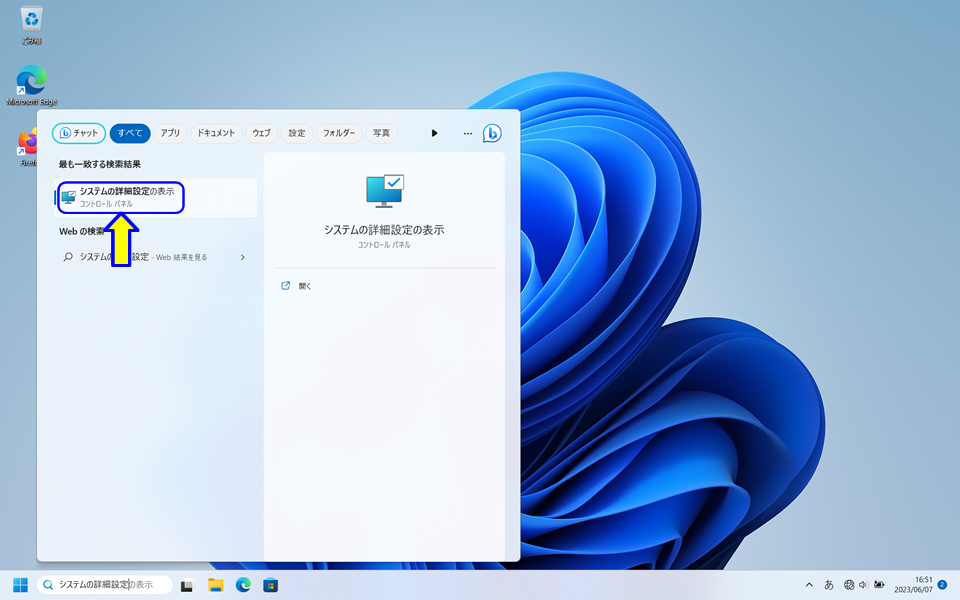 ごみ箱
Microsoft Edge
Firef
チャット
すべて
アプリ
ドキュメント
ウェブ
設定
フォルダー
写真
最も一致する検索結果
システムの詳細設定の表示
コントロール パネル
Web の検索
システムの
設定 - Web 結果を見る
システムの詳細設定の表示
コントロール パネル
開く
システムの詳細設定の表示
あ
16:51
2023/06/07
2